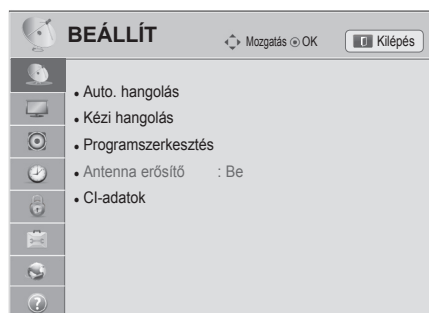 BEÁLLÍT
Mozgatás OK
Kilépés
• Auto. hangolás
• Kézi hangolás
• Programszerkesztés
• Antenna erősítő : Be
• CI-adatok
?